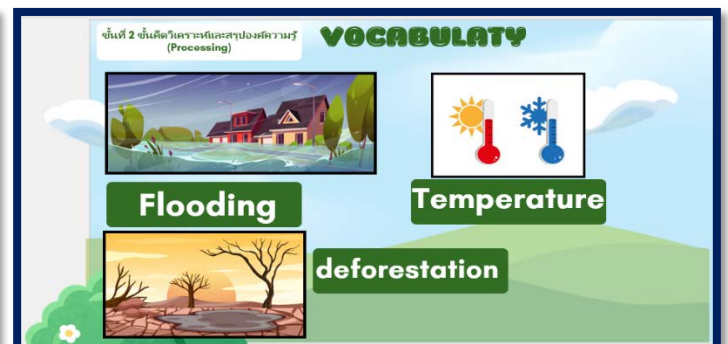 ขั้นที่ 2 ขั้นคิดวิเคราะห์และสรุปองค์ความรู้
(Processing)
VOCABULATY
Flooding
Temperature
deforestation